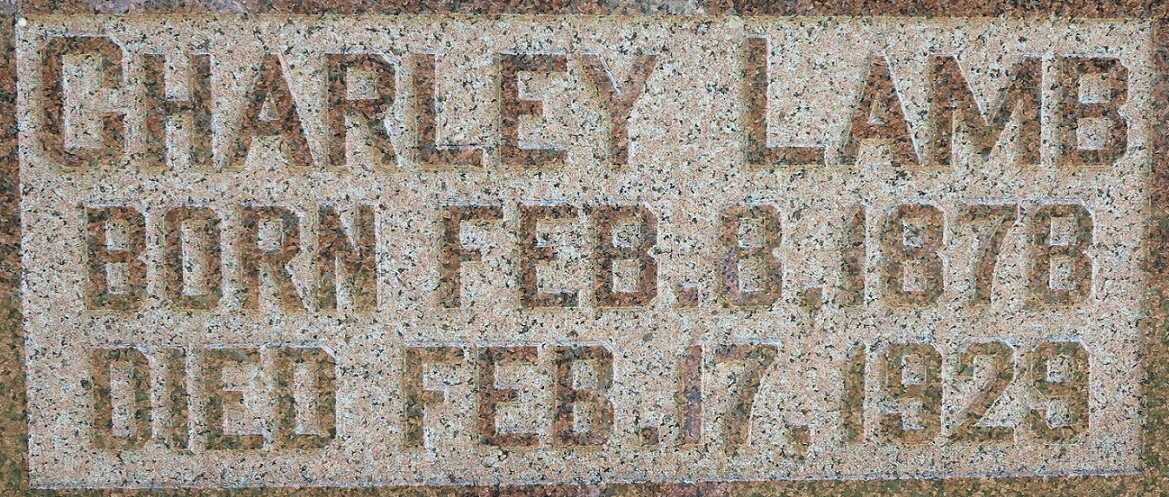 CHARLEY LAMB
BORN FEB. 8. 1878
DIED FEB. 17. 1929